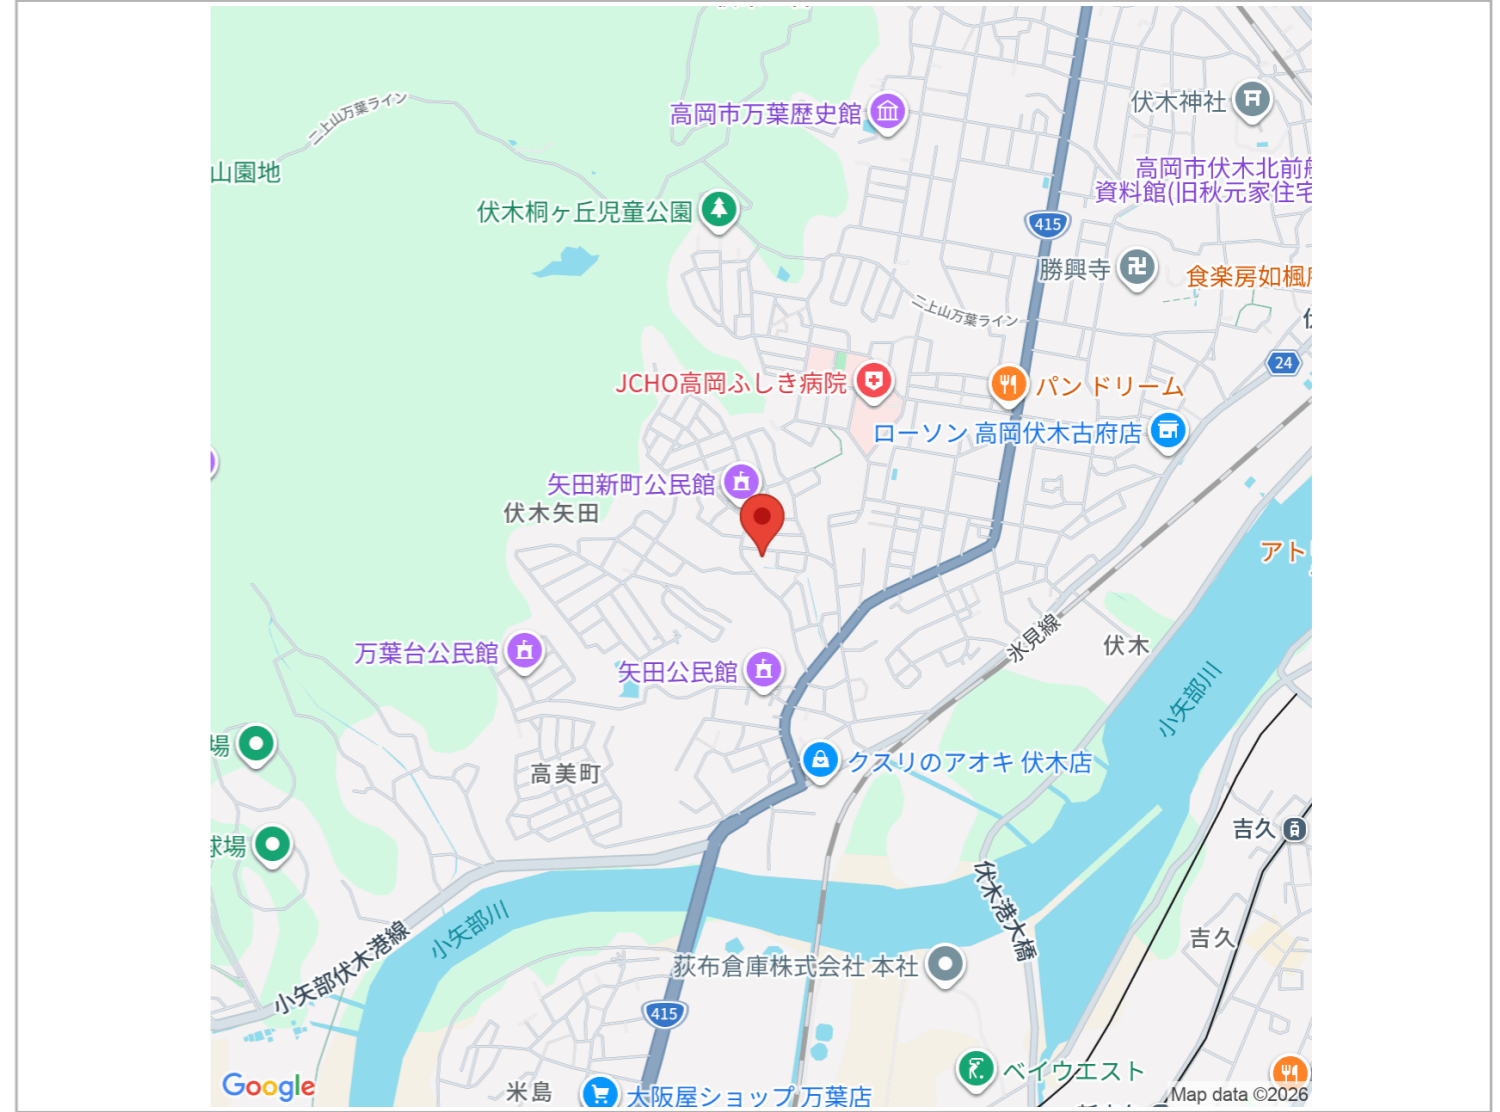 二上山万葉ライン
高岡市万葉歴史館
伏木神社
山園地
高岡市伏木北前船
資料館(旧秋元家住宅
伏木桐ヶ丘児童公園
415
勝興寺
食楽房如楓
二上山万葉ライン
24
JCHO高岡ふしき病院
パンドリーム
ローソン 高岡伏木古府店
矢田新町公民館
伏木矢田
アト
氷見線
伏木
万葉台公民館
矢田公民館
小矢部川
場
高美町
クスリのアオキ 伏木店
吉久
球場
伏木港大橋
小矢部川
吉久
小矢部伏木港線
荻布倉庫株式会社 本社
415
ベイウエスト
Google
米島
大阪屋ショップ 万葉店
Map data ©2026